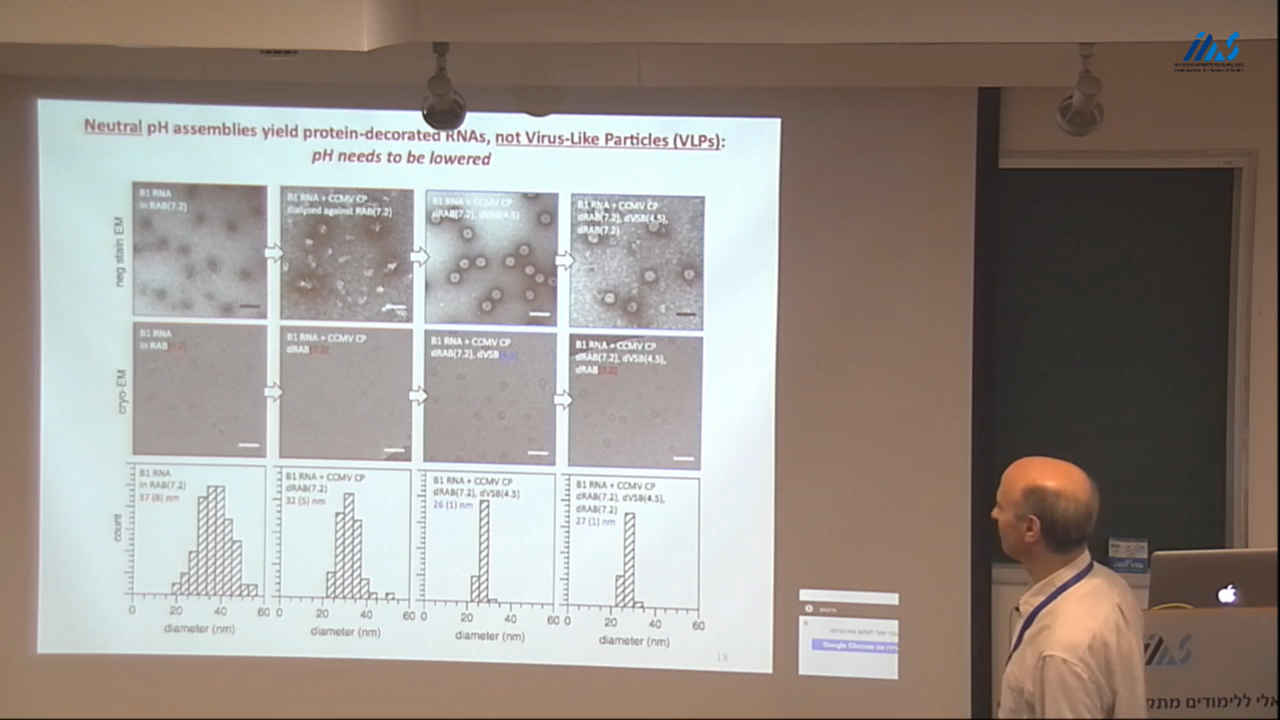 Neutral pH assemblies yield protein-decorated RNAs, not Virus-Like Particles (VLPs):
pH needs to be lowered
neg stain EM
B1 RNA
in RAB(7.2)
B1 RNA + CCMV CP
dialyzed against RAB(7.2)
B1 RNA + CCMV CP
dRAB(7.2), dVSB(4.5)
B1 RNA + CCMV CP
dRAB(7.2), dVSB(4.5),
dRAB(7.2)
cryo-EM
B1 RNA
in RAB(7.2)
B1 RNA + CCMV CP
dRAB(7.2)
B1 RNA + CCMV CP
dRAB(7.2), dVSB(4.5)
B1 RNA + CCMV CP
dRAB(7.2), dVSB(4.5),
dRAB(7.2)
count
B1 RNA
in RAB(7.2)
37 (8) nm
B1 RNA + CCMV CP
dRAB(7.2)
32 (5) nm
B1 RNA + CCMV CP
dRAB(7.2), dVSB(4.5)
26 (1) nm
B1 RNA + CCMV CP
dRAB(7.2), dVSB(4.5),
dRAB(7.2)
27 (1) nm
0 20 40 60
diameter (nm)
0 20 40 60
diameter (nm)
0 20 40 60
diameter (nm)
0 20 40 60
diameter (nm)
18
Google Chrome
ias
ias
אלי ללימודים מתק